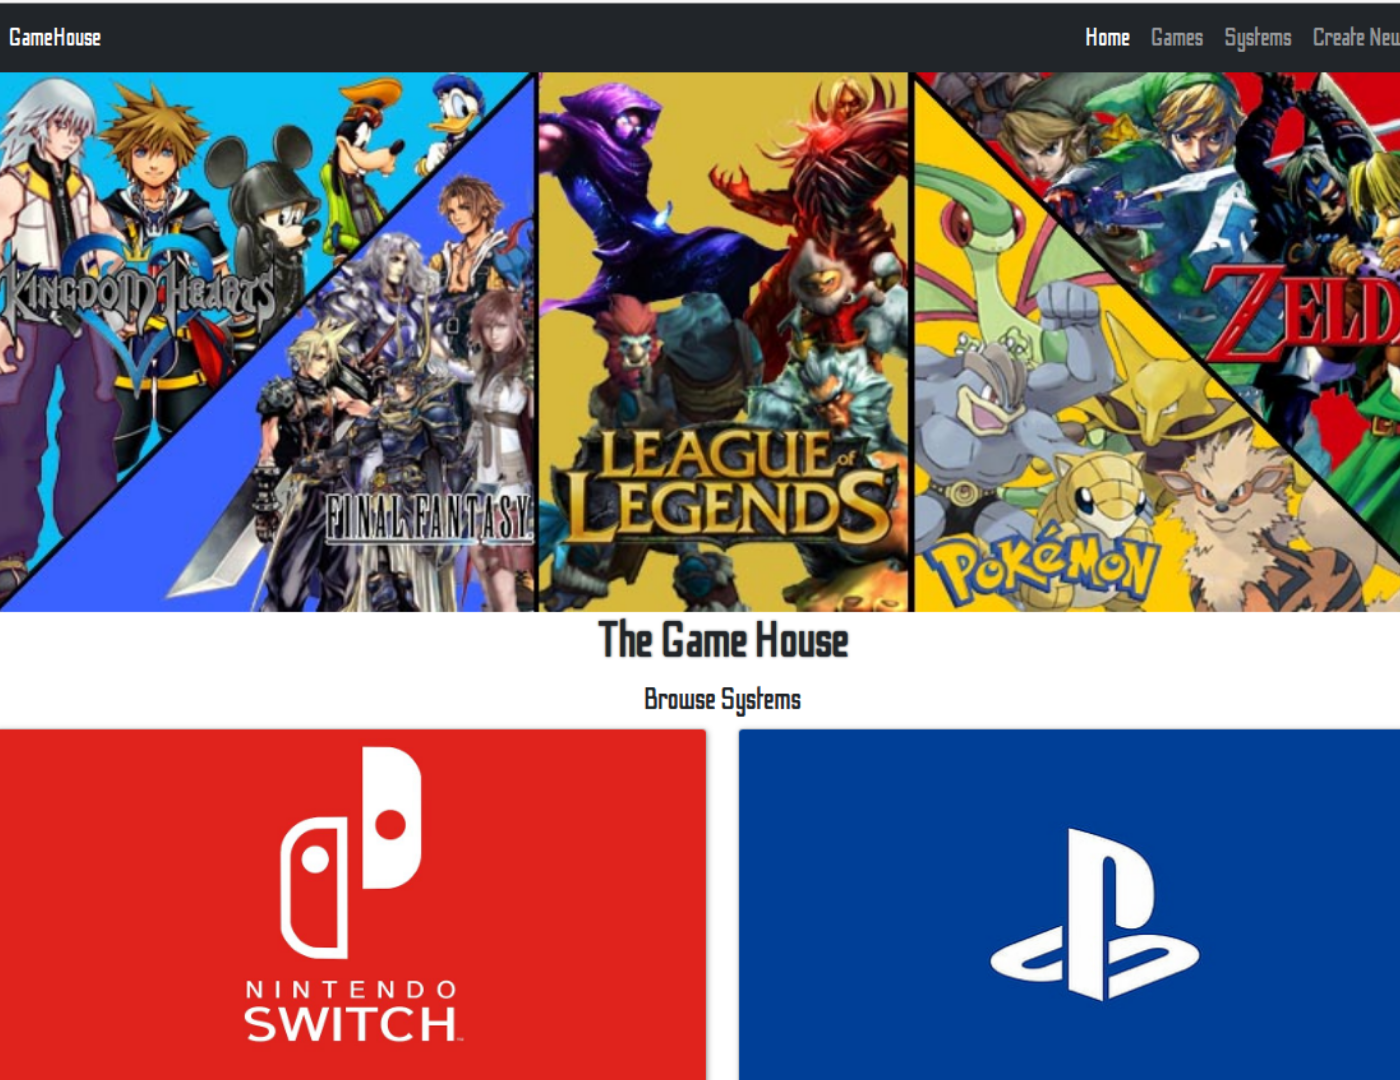 GameHouse
Home Games Systems Create New
KINGDOM HEARTS
FINAL FANTASY
LEAGUE of
LEGENDS
POKéMON
ZELDA
The Game House
Browse Systems
NINTENDO
SWITCH